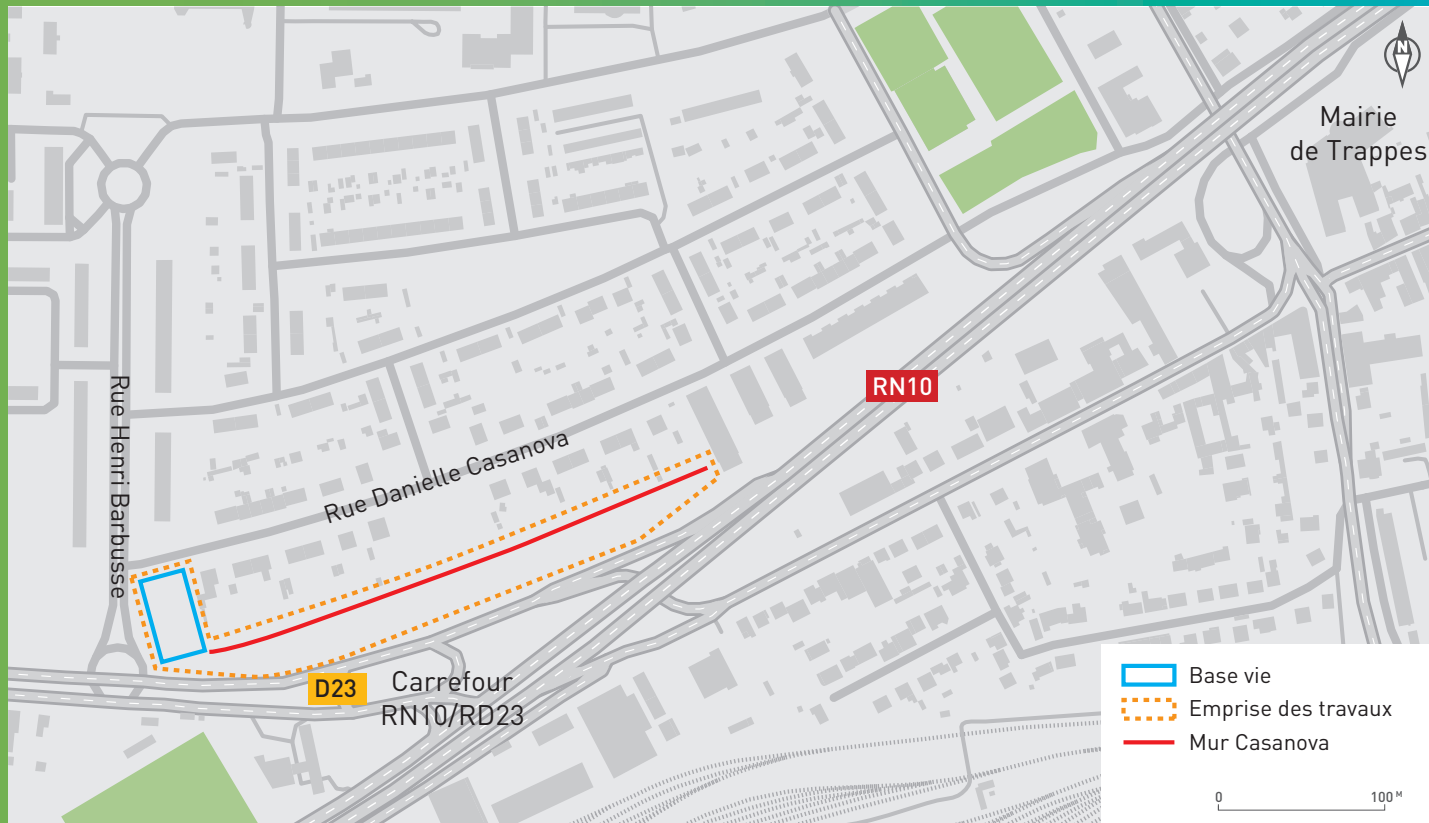 N
Mairie
de Trappes
RN10
Rue Henri Barbusse
Rue Danielle Casanova
D23
Carrefour
RN10/RD23
Base vie
Emprise des travaux
Mur Casanova
0 100 M